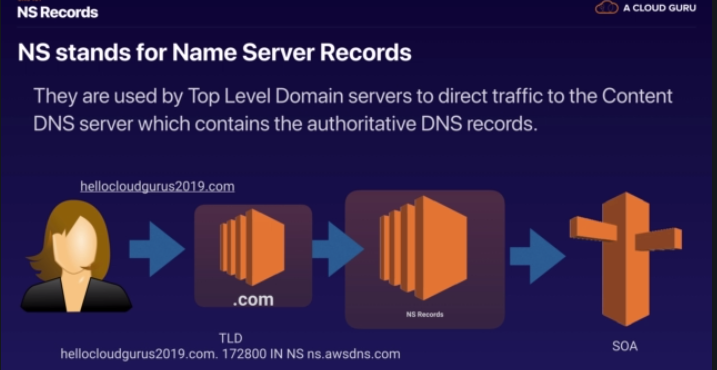 NS Records
A CLOUD GURU
NS stands for Name Server Records
They are used by Top Level Domain servers to direct traffic to the Content
DNS server which contains the authoritative DNS records.
hellocloudgurus2019.com
.com
NS Records
TLD
SOA
hellocloudgurus2019.com. 172800 IN NS ns.awsdns.com